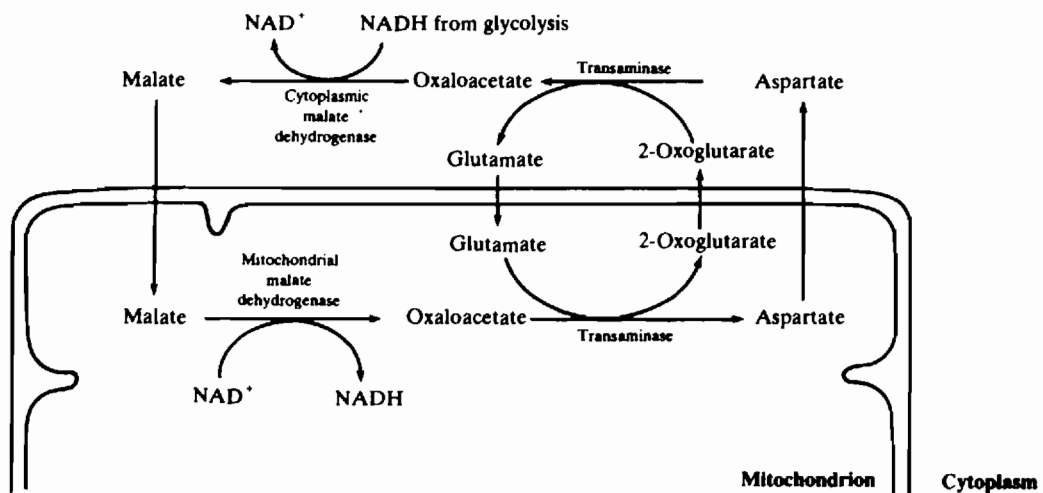 NAD⁺
NADH from glycolysis
Malate
Oxaloacetate
Transaminase
Aspartate
Cytoplasmic
malate
dehydrogenase
Glutamate
2-Oxoglutarate
Glutamate
2-Oxoglutarate
Mitochondrial
malate
dehydrogenase
Malate
Oxaloacetate
Transaminase
Aspartate
NAD⁺
NADH
Mitochondrion
Cytoplasm